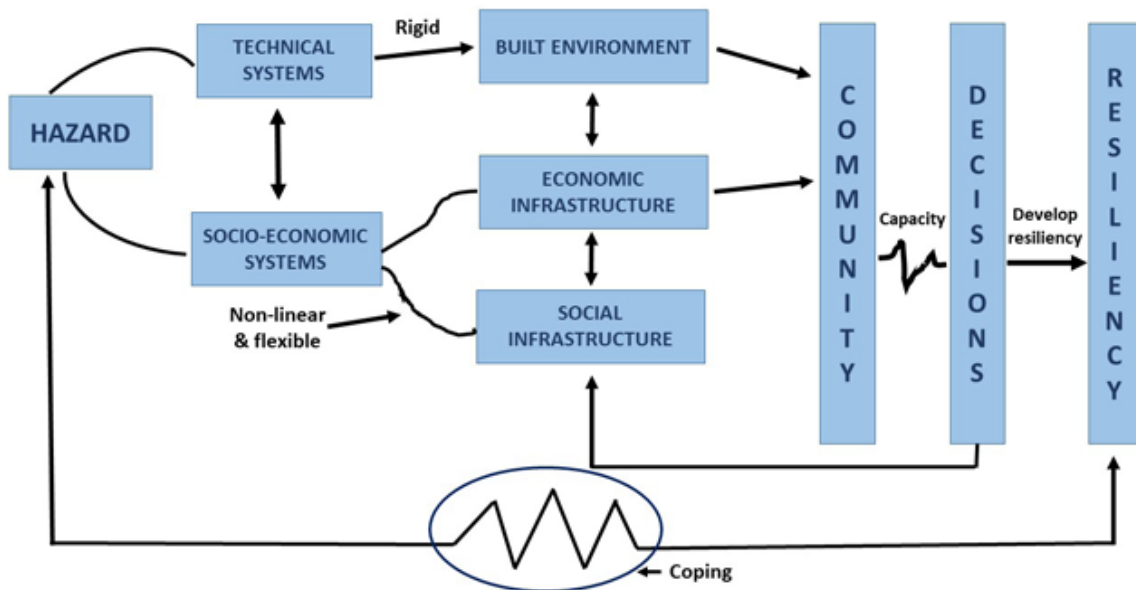 TECHNICAL
SYSTEMS
Rigid
BUILT ENVIRONMENT
HAZARD
SOCIO-ECONOMIC
SYSTEMS
ECONOMIC
INFRASTRUCTURE
Non-linear
& flexible
SOCIAL
INFRASTRUCTURE
COMMUNITY
Capacity
DECISIONS
Develop
resiliency
RESILIENCY
Coping